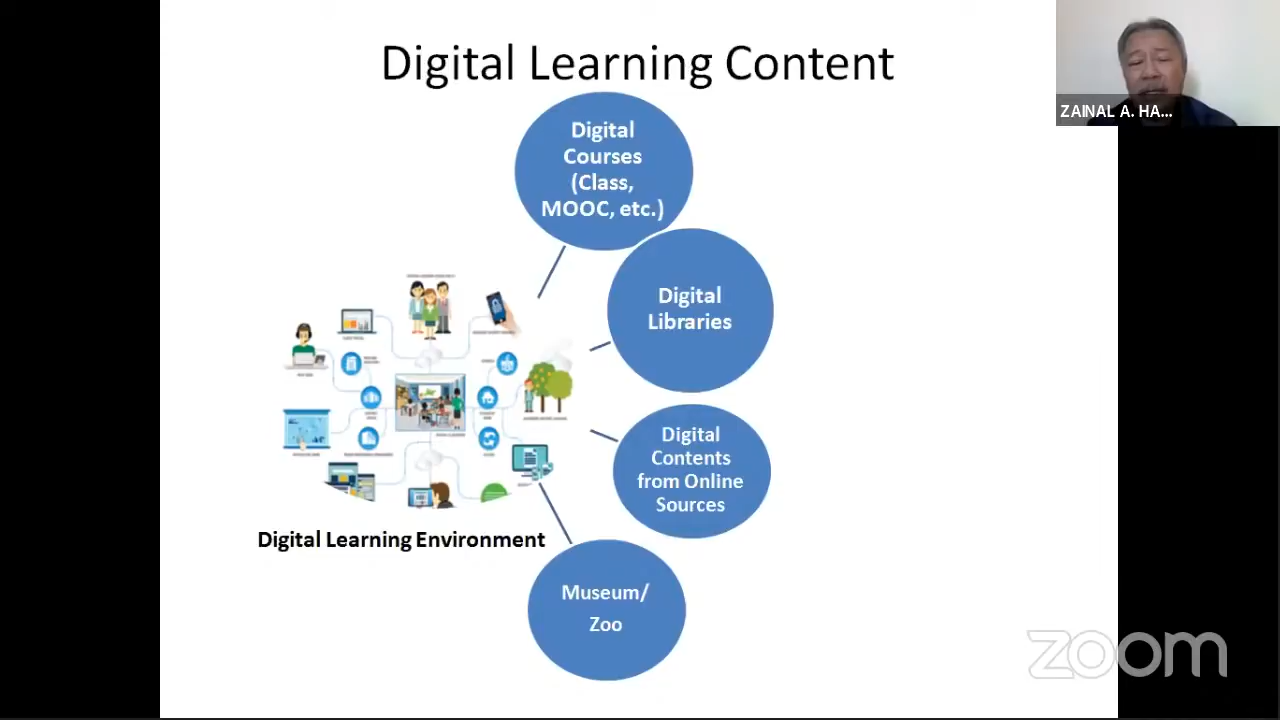 Digital Learning Content
ZAINAL A. HA...
Digital
Courses
(Class,
MOOC, etc.)
Digital
Libraries
Digital
Contents
from Online
Sources
Digital Learning Environment
Museum/
Zoo
zoom